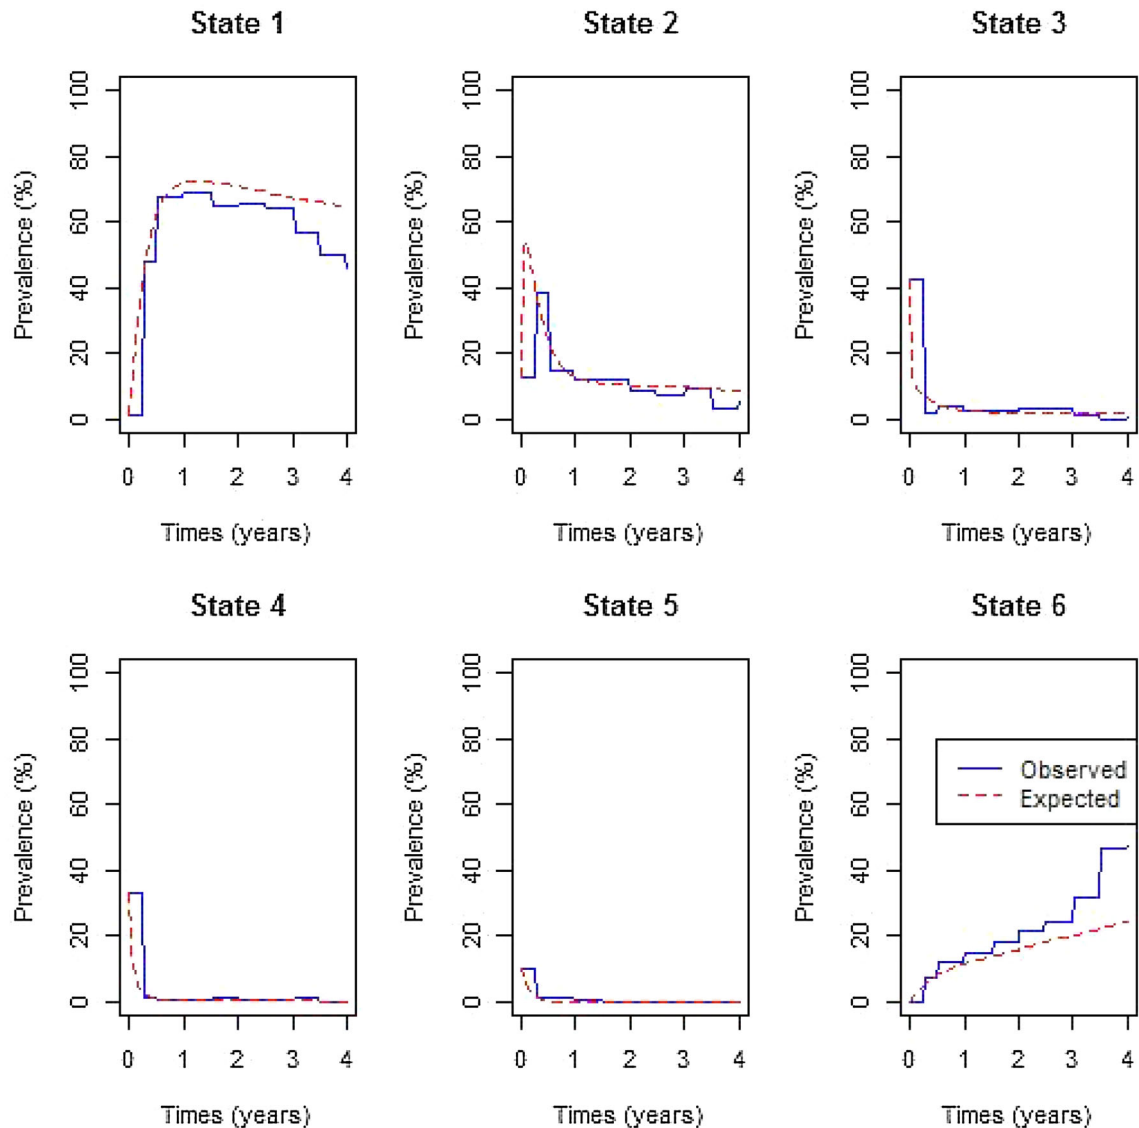 State 1
State 2
State 3
Prevalence (%)
0 20 40 60 80 100
0 1 2 3 4
Times (years)
Prevalence (%)
0 20 40 60 80 100
0 1 2 3 4
Times (years)
Prevalence (%)
0 20 40 60 80 100
0 1 2 3 4
Times (years)
State 4
State 5
State 6
Prevalence (%)
0 20 40 60 80 100
0 1 2 3 4
Times (years)
Prevalence (%)
0 20 40 60 80 100
0 1 2 3 4
Times (years)
Prevalence (%)
0 20 40 60 80 100
Observed
Expected
0 1 2 3 4
Times (years)